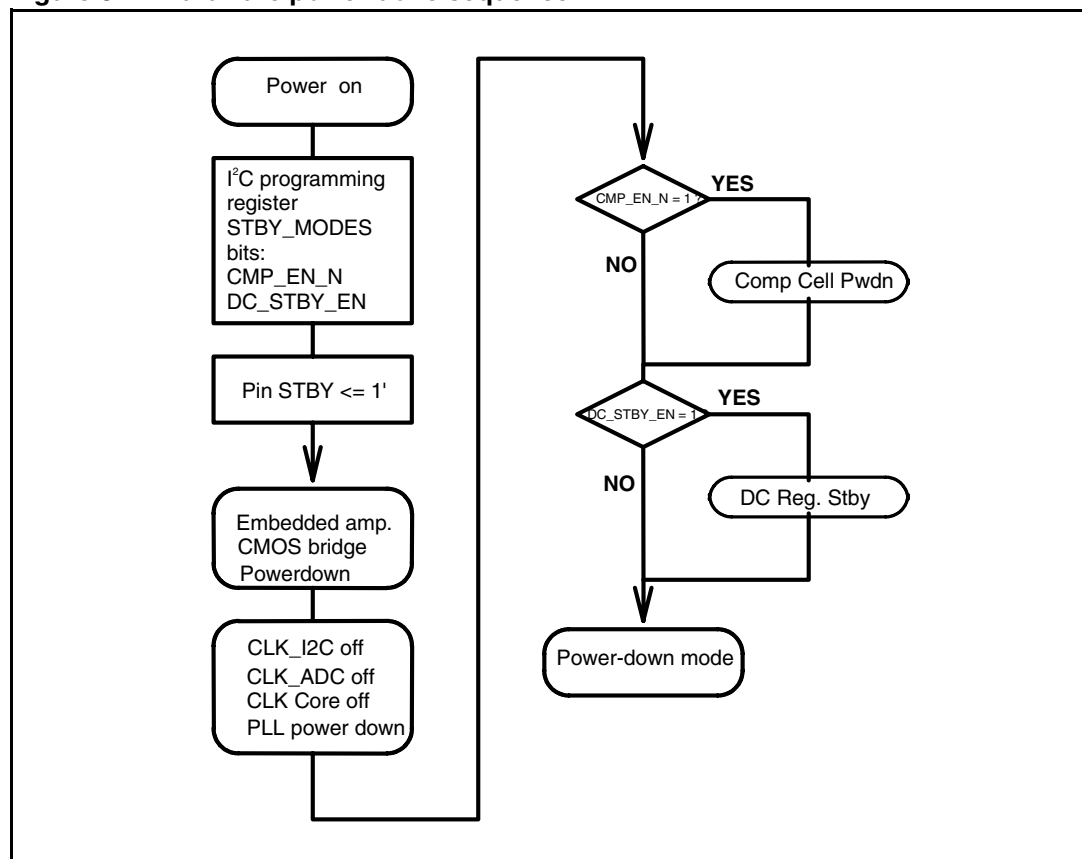 Power on
I²C programming
register
STBY_MODES
bits:
CMP_EN_N
DC_STBY_EN
Pin STBY <= 1'
Embedded amp.
CMOS bridge
Powerdown
CLK_I2C off
CLK_ADC off
CLK Core off
PLL power down
CMP_EN_N = 1 ?
YES
NO
Comp Cell Pwdn
DC_STBY_EN = 1
YES
NO
DC Reg. Stby
Power-down mode